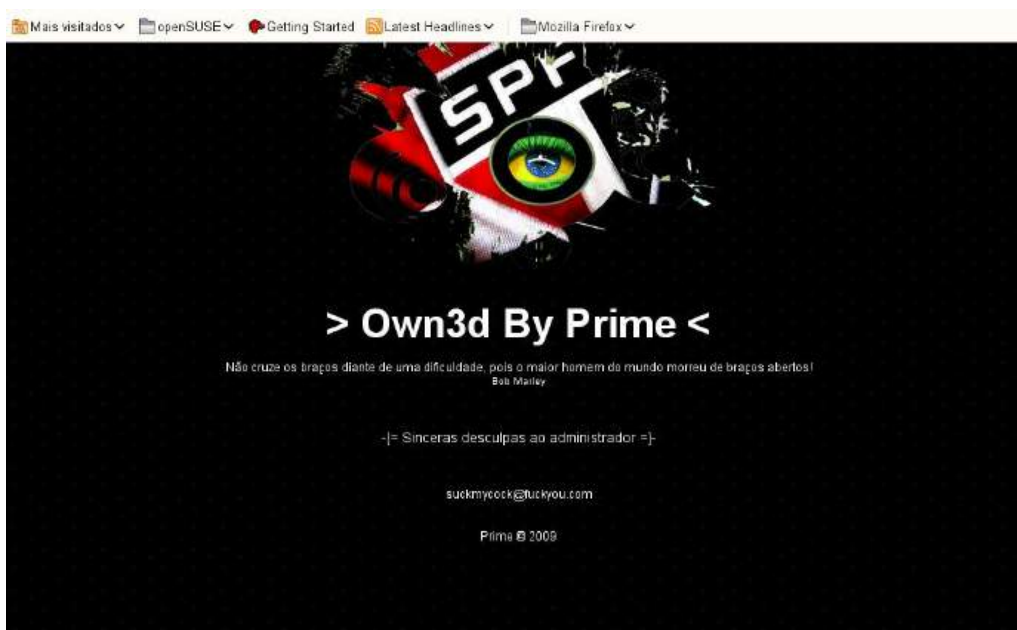 Mais visitados openSUSE Getting Started Latest Headlines Mozilla Firefox
SPF
> Own3d By Prime <
Não cruze os braços diante de uma dificuldade, pois o maior homem do mundo morreu de braços abertos!
Bob Marley
-|= Sinceras desculpas ao administrador =}-
suckmycock@fuckyou.com
Prime © 2009